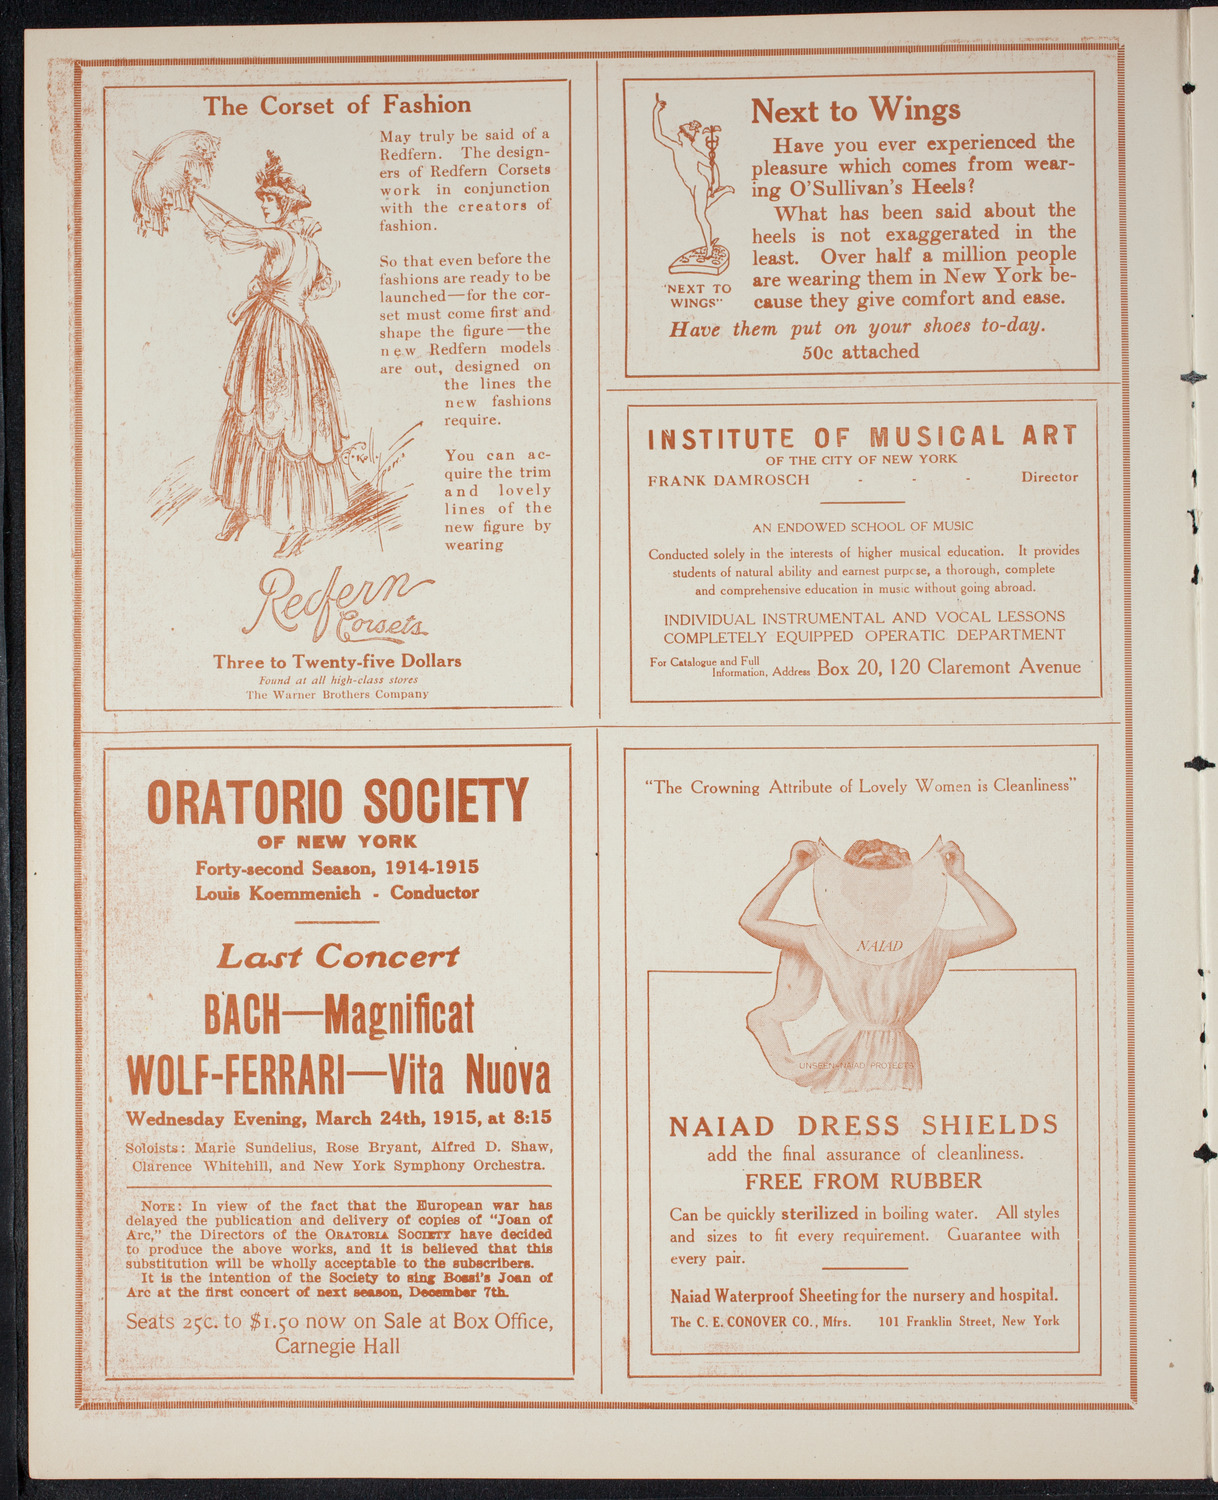 The Corset of Fashion
May truly be said of a
Redfern. The design-
ers of Redfern Corsets
work in conjunction
with the creators of
fashion.
So that even before the
fashions are ready to be
launched—for the cor-
set must come first and
shape the figure—the
new Redfern models
are out, designed on
the lines the
new fashions
require.
You can ac-
quire the trim
and lovely
lines of the
new figure by
wearing
Redfern
Corsets
Three to Twenty-five Dollars
Found at all high-class stores
The Warner Brothers Company
Next to Wings
Have you ever experienced the
pleasure which comes from wear-
ing O'Sullivan's Heels?
What has been said about the
heels is not exaggerated in the
least. Over half a million people
are wearing them in New York be-
cause they give comfort and ease.
"NEXT TO
WINGS"
Have them put on your shoes to-day.
50c attached
INSTITUTE OF MUSICAL ART
OF THE CITY OF NEW YORK
FRANK DAMROSCH - - - Director
AN ENDOWED SCHOOL OF MUSIC
Conducted solely in the interests of higher musical education. It provides
students of natural ability and earnest purpose, a thorough, complete
and comprehensive education in music without going abroad.
INDIVIDUAL INSTRUMENTAL AND VOCAL LESSONS
COMPLETELY EQUIPPED OPERATIC DEPARTMENT
For Catalogue and Full
Information, Address Box 20, 120 Claremont Avenue
ORATORIO SOCIETY
OF NEW YORK
Forty-second Season, 1914-1915
Louis Koemmenich - Conductor
Last Concert
BACH—Magnificat
WOLF-FERRARI—Vita Nuova
Wednesday Evening, March 24th, 1915, at 8:15
Soloists: Marie Sundelius, Rose Bryant, Alfred D. Shaw,
Clarence Whitehill, and New York Symphony Orchestra.
NOTE: In view of the fact that the European war has
delayed the publication and delivery of copies of "Joan of
Arc," the Directors of the ORATORIA SOCIETY have decided
to produce the above works, and it is believed that this
substitution will be wholly acceptable to the subscribers.
It is the intention of the Society to sing Bossi's Joan of
Arc at the first concert of next season, December 7th.
Seats 25c. to $1.50 now on Sale at Box Office,
Carnegie Hall
"The Crowning Attribute of Lovely Women is Cleanliness"
NAIAD
UNSEEN-NAIAD PROTECTS
NAIAD DRESS SHIELDS
add the final assurance of cleanliness.
FREE FROM RUBBER
Can be quickly sterilized in boiling water. All styles
and sizes to fit every requirement. Guarantee with
every pair.
Naiad Waterproof Sheeting for the nursery and hospital.
The C. E. CONOVER CO., Mfrs. 101 Franklin Street, New York